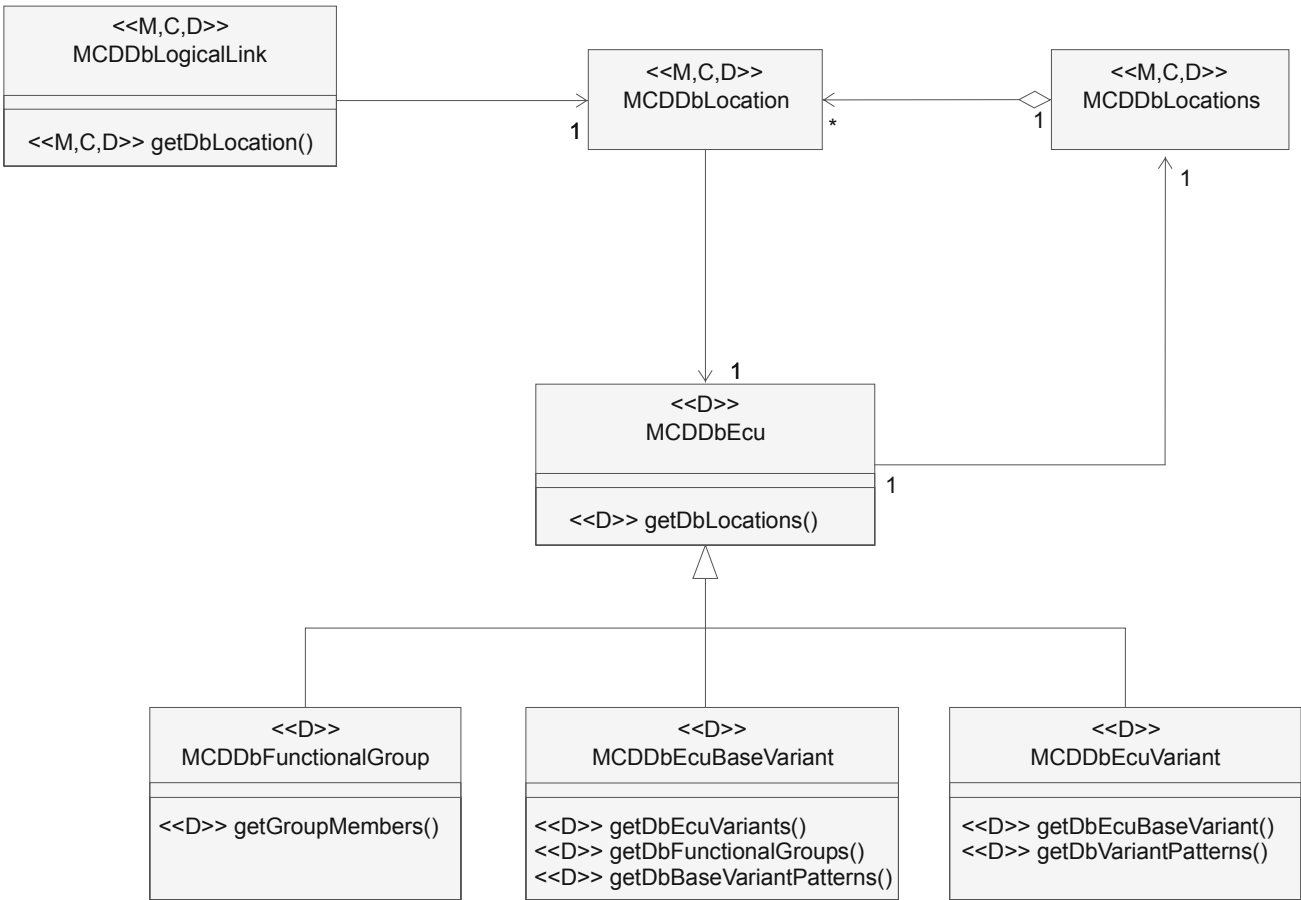 <<M,C,D>>
MCDDbLogicalLink
<<M,C,D>> getDbLocation()
<<M,C,D>>
MCDDbLocation
<<M,C,D>>
MCDDbLocations
1
*
1
1
1
<<D>>
MCDDbEcu
<<D>> getDbLocations()
1
<<D>>
MCDDbFunctionalGroup
<<D>> getGroupMembers()
<<D>>
MCDDbEcuBaseVariant
<<D>> getDbEcuVariants()
<<D>> getDbFunctionalGroups()
<<D>> getDbBaseVariantPatterns()
<<D>>
MCDDbEcuVariant
<<D>> getDbEcuBaseVariant()
<<D>> getDbVariantPatterns()